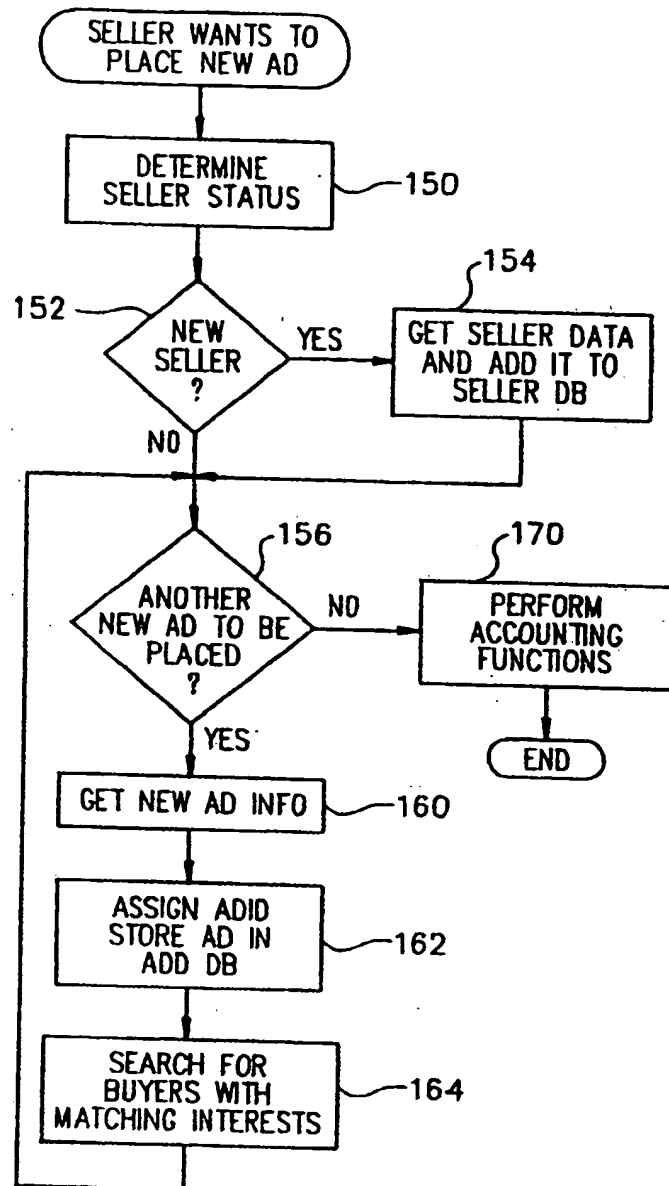 SELLER WANTS TO
PLACE NEW AD
DETERMINE
SELLER STATUS
150
152
NEW
SELLER
?
YES
NO
154
GET SELLER DATA
AND ADD IT TO
SELLER DB
156
ANOTHER
NEW AD TO BE
PLACED
?
NO
YES
170
PERFORM
ACCOUNTING
FUNCTIONS
END
GET NEW AD INFO
160
ASSIGN ADID
STORE AD IN
ADD DB
162
SEARCH FOR
BUYERS WITH
MATCHING INTERESTS
164